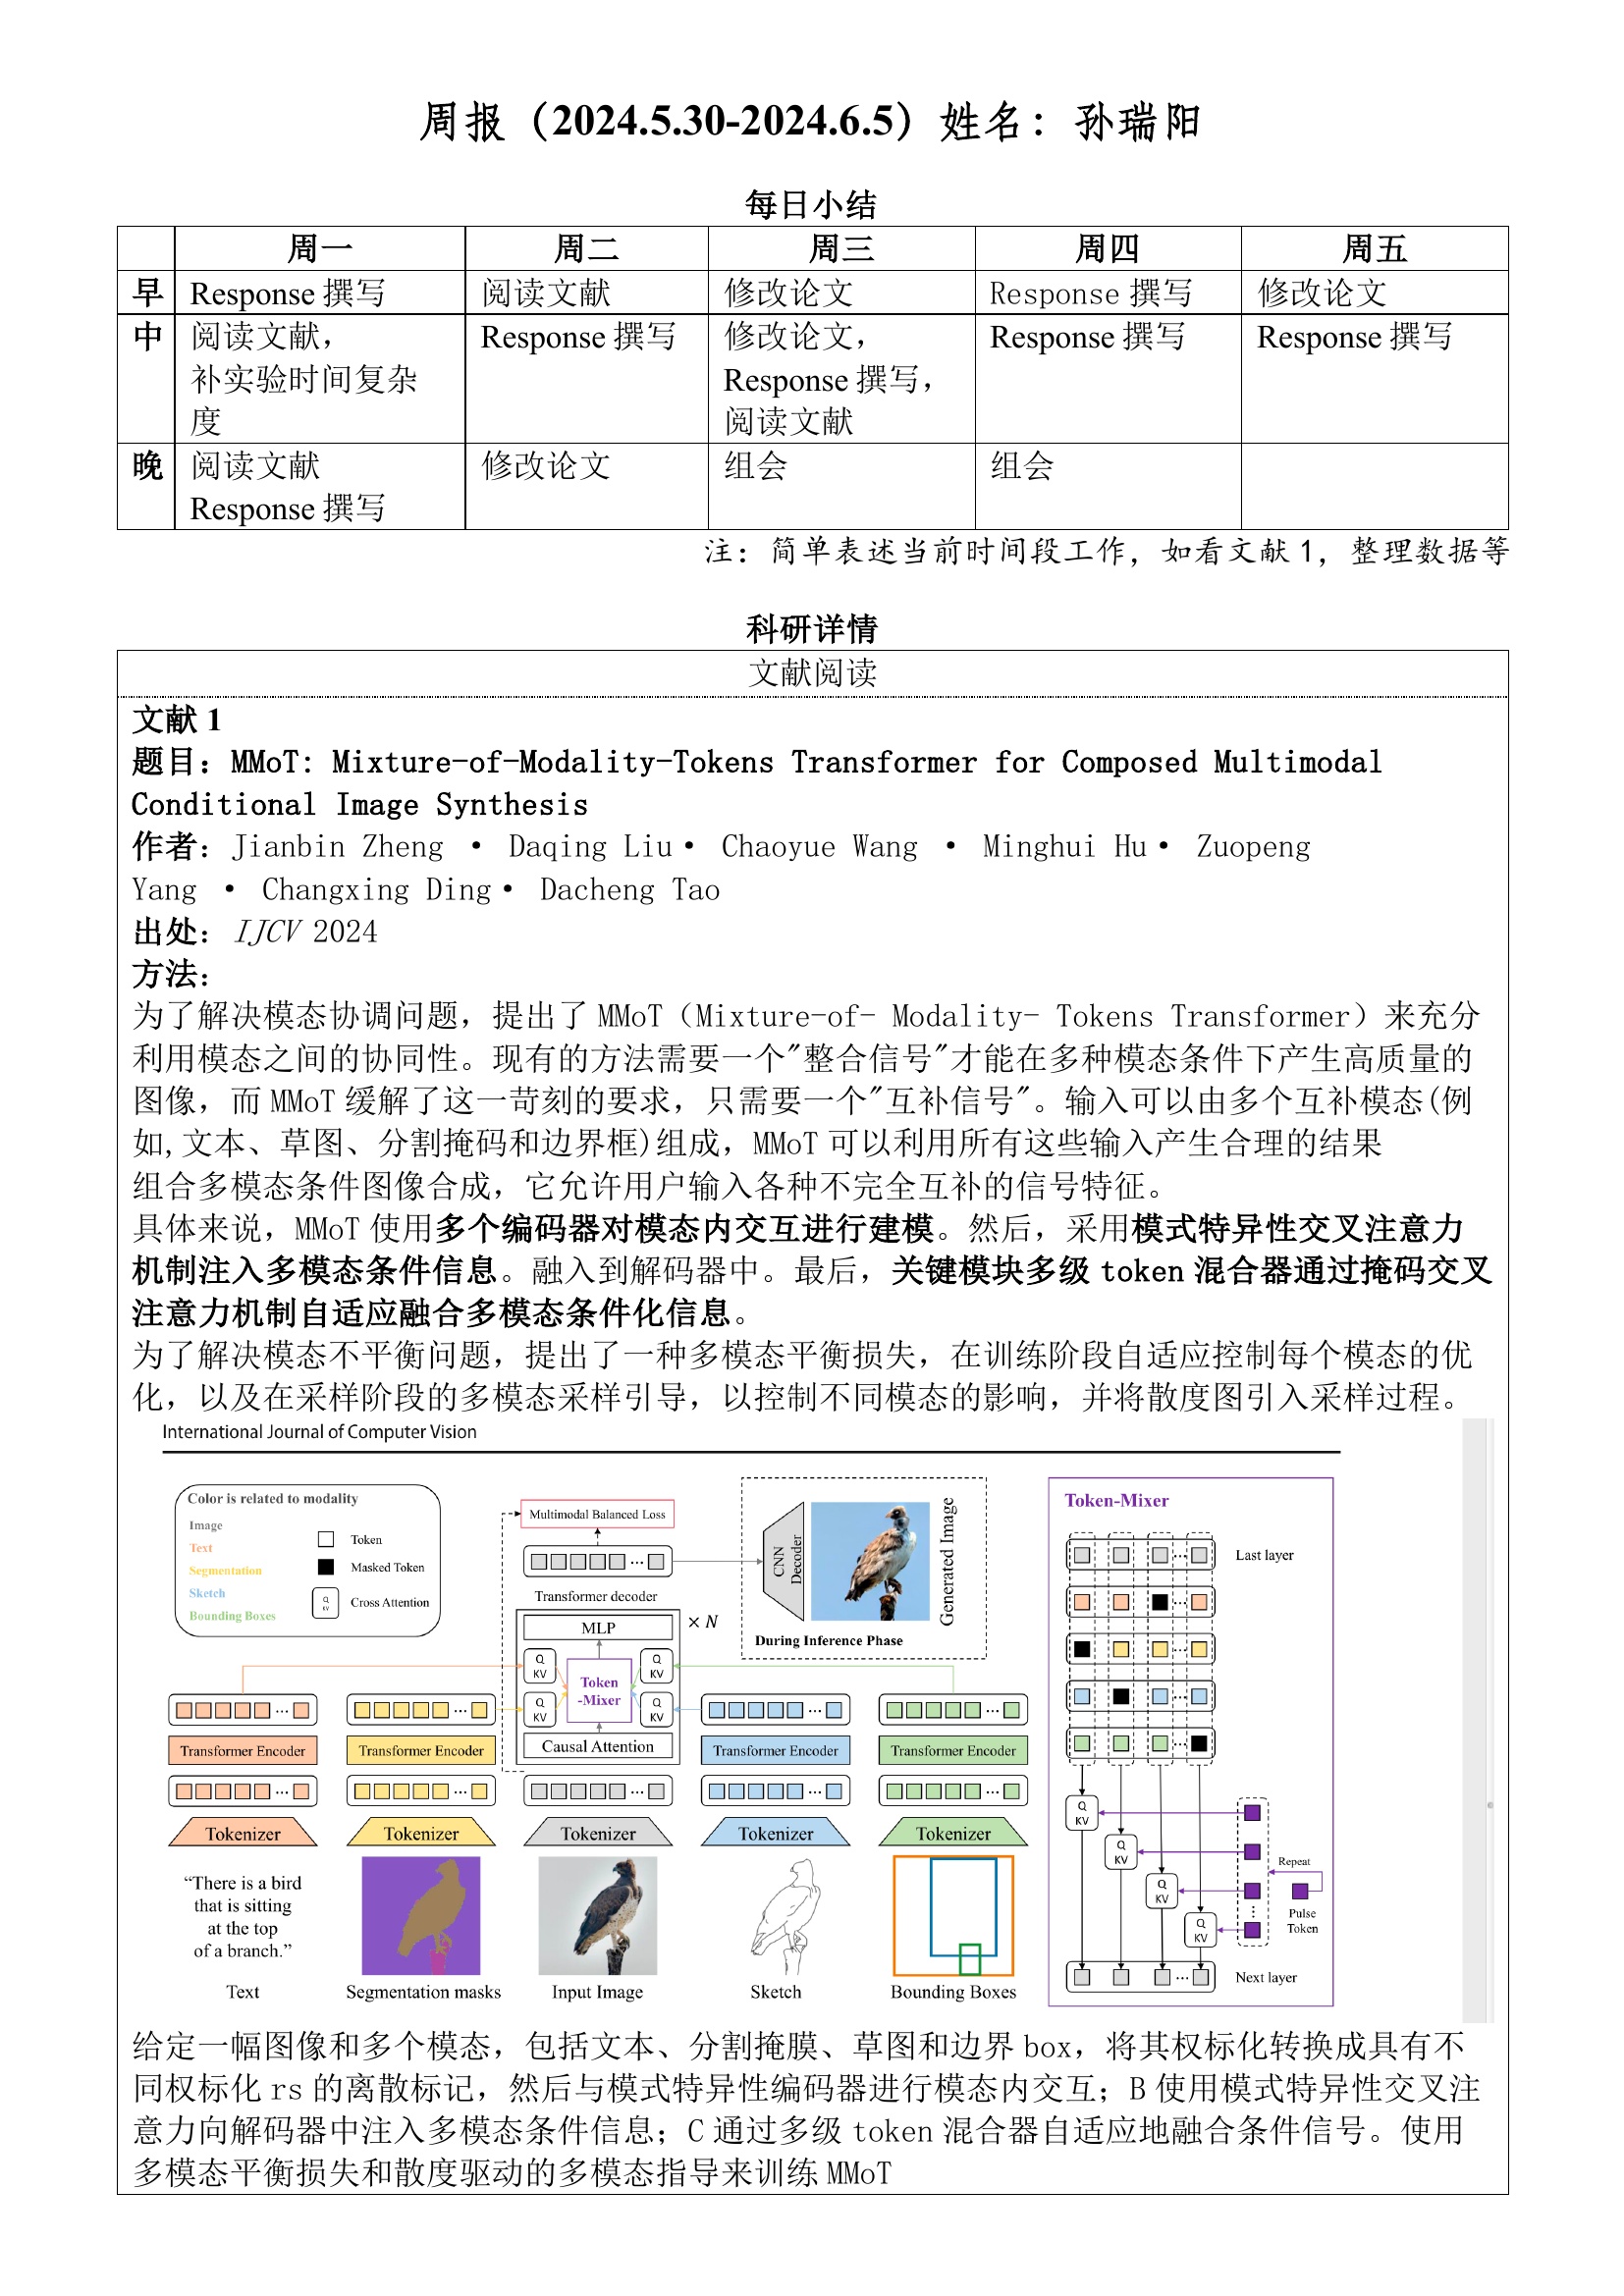 周报（2024.5.30-2024.6.5）姓名：孙瑞阳
每日小结
周一 周二 周三 周四 周五
早 Response 撰写 阅读文献 修改论文 Response 撰写 修改论文
中 阅读文献， Response 撰写 修改论文， Response 撰写 Response 撰写
补实验时间复杂 Response 撰写，
度 阅读文献
晚 阅读文献 修改论文 组会 组会
Response 撰写
注：简单表述当前时间段工作，如看文献 1，整理数据等
科研详情
文献阅读
文献 1
题目：MMoT: Mixture-of-Modality-Tokens Transformer for Composed Multimodal
Conditional Image Synthesis
作者：Jianbin Zheng • Daqing Liu• Chaoyue Wang • Minghui Hu• Zuopeng
Yang • Changxing Ding• Dacheng Tao
出处：IJCV 2024
方法：
为了解决模态协调问题，提出了 MMoT（Mixture-of- Modality- Tokens Transformer）来充分
利用模态之间的协同性。现有的方法需要一个"整合信号"才能在多种模态条件下产生高质量的
图像，而 MMoT 缓解了这一苛刻的要求，只需要一个"互补信号"。输入可以由多个互补模态(例
如,文本、草图、分割掩码和边界框)组成，MMoT 可以利用所有这些输入产生合理的结果
组合多模态条件图像合成，它允许用户输入各种不完全互补的信号特征。
具体来说，MMoT 使用多个编码器对模态内交互进行建模。然后，采用模式特异性交叉注意力
机制注入多模态条件信息。融入到解码器中。最后，关键模块多级 token 混合器通过掩码交叉
注意力机制自适应融合多模态条件化信息。
为了解决模态不平衡问题，提出了一种多模态平衡损失，在训练阶段自适应控制每个模态的优
化，以及在采样阶段的多模态采样引导，以控制不同模态的影响，并将散度图引入采样过程。
International Journal of Computer Vision
Color is related to modality
Image
Text
Segmentation
Sketch
Bounding Boxes
Token
Masked Token
Q
KV
Cross Attention
Multimodal Balanced Loss
...
Transformer decoder
MLP
× N
Q
KV
Q
KV
Token
-Mixer
Q
KV
Q
KV
Causal Attention
CNN
Decoder
Generated Image
During Inference Phase
... ... ... ...
Transformer Encoder Transformer Encoder Transformer Encoder Transformer Encoder
... ... ... ... ...
Tokenizer Tokenizer Tokenizer Tokenizer Tokenizer
“There is a bird
that is sitting
at the top
of a branch.”
Text Segmentation masks Input Image Sketch Bounding Boxes
Token-Mixer
... Last layer
...
...
...
...
Q
KV
Q
KV
Q
KV
Q
KV
Repeat
Pulse
Token
... Next layer
给定一幅图像和多个模态，包括文本、分割掩膜、草图和边界 box，将其权标化转换成具有不
同权标化 rs 的离散标记，然后与模式特异性编码器进行模态内交互；B 使用模式特异性交叉注
意力向解码器中注入多模态条件信息；C 通过多级 token 混合器自适应地融合条件信号。使用
多模态平衡损失和散度驱动的多模态指导来训练 MMoT